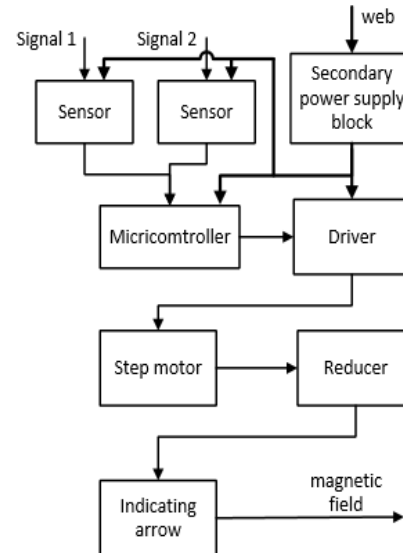 Signal 1
Signal 2
web
Sensor
Sensor
Secondary
power supply
block
Micricomtroller
Driver
Step motor
Reducer
Indicating
arrow
magnetic
field